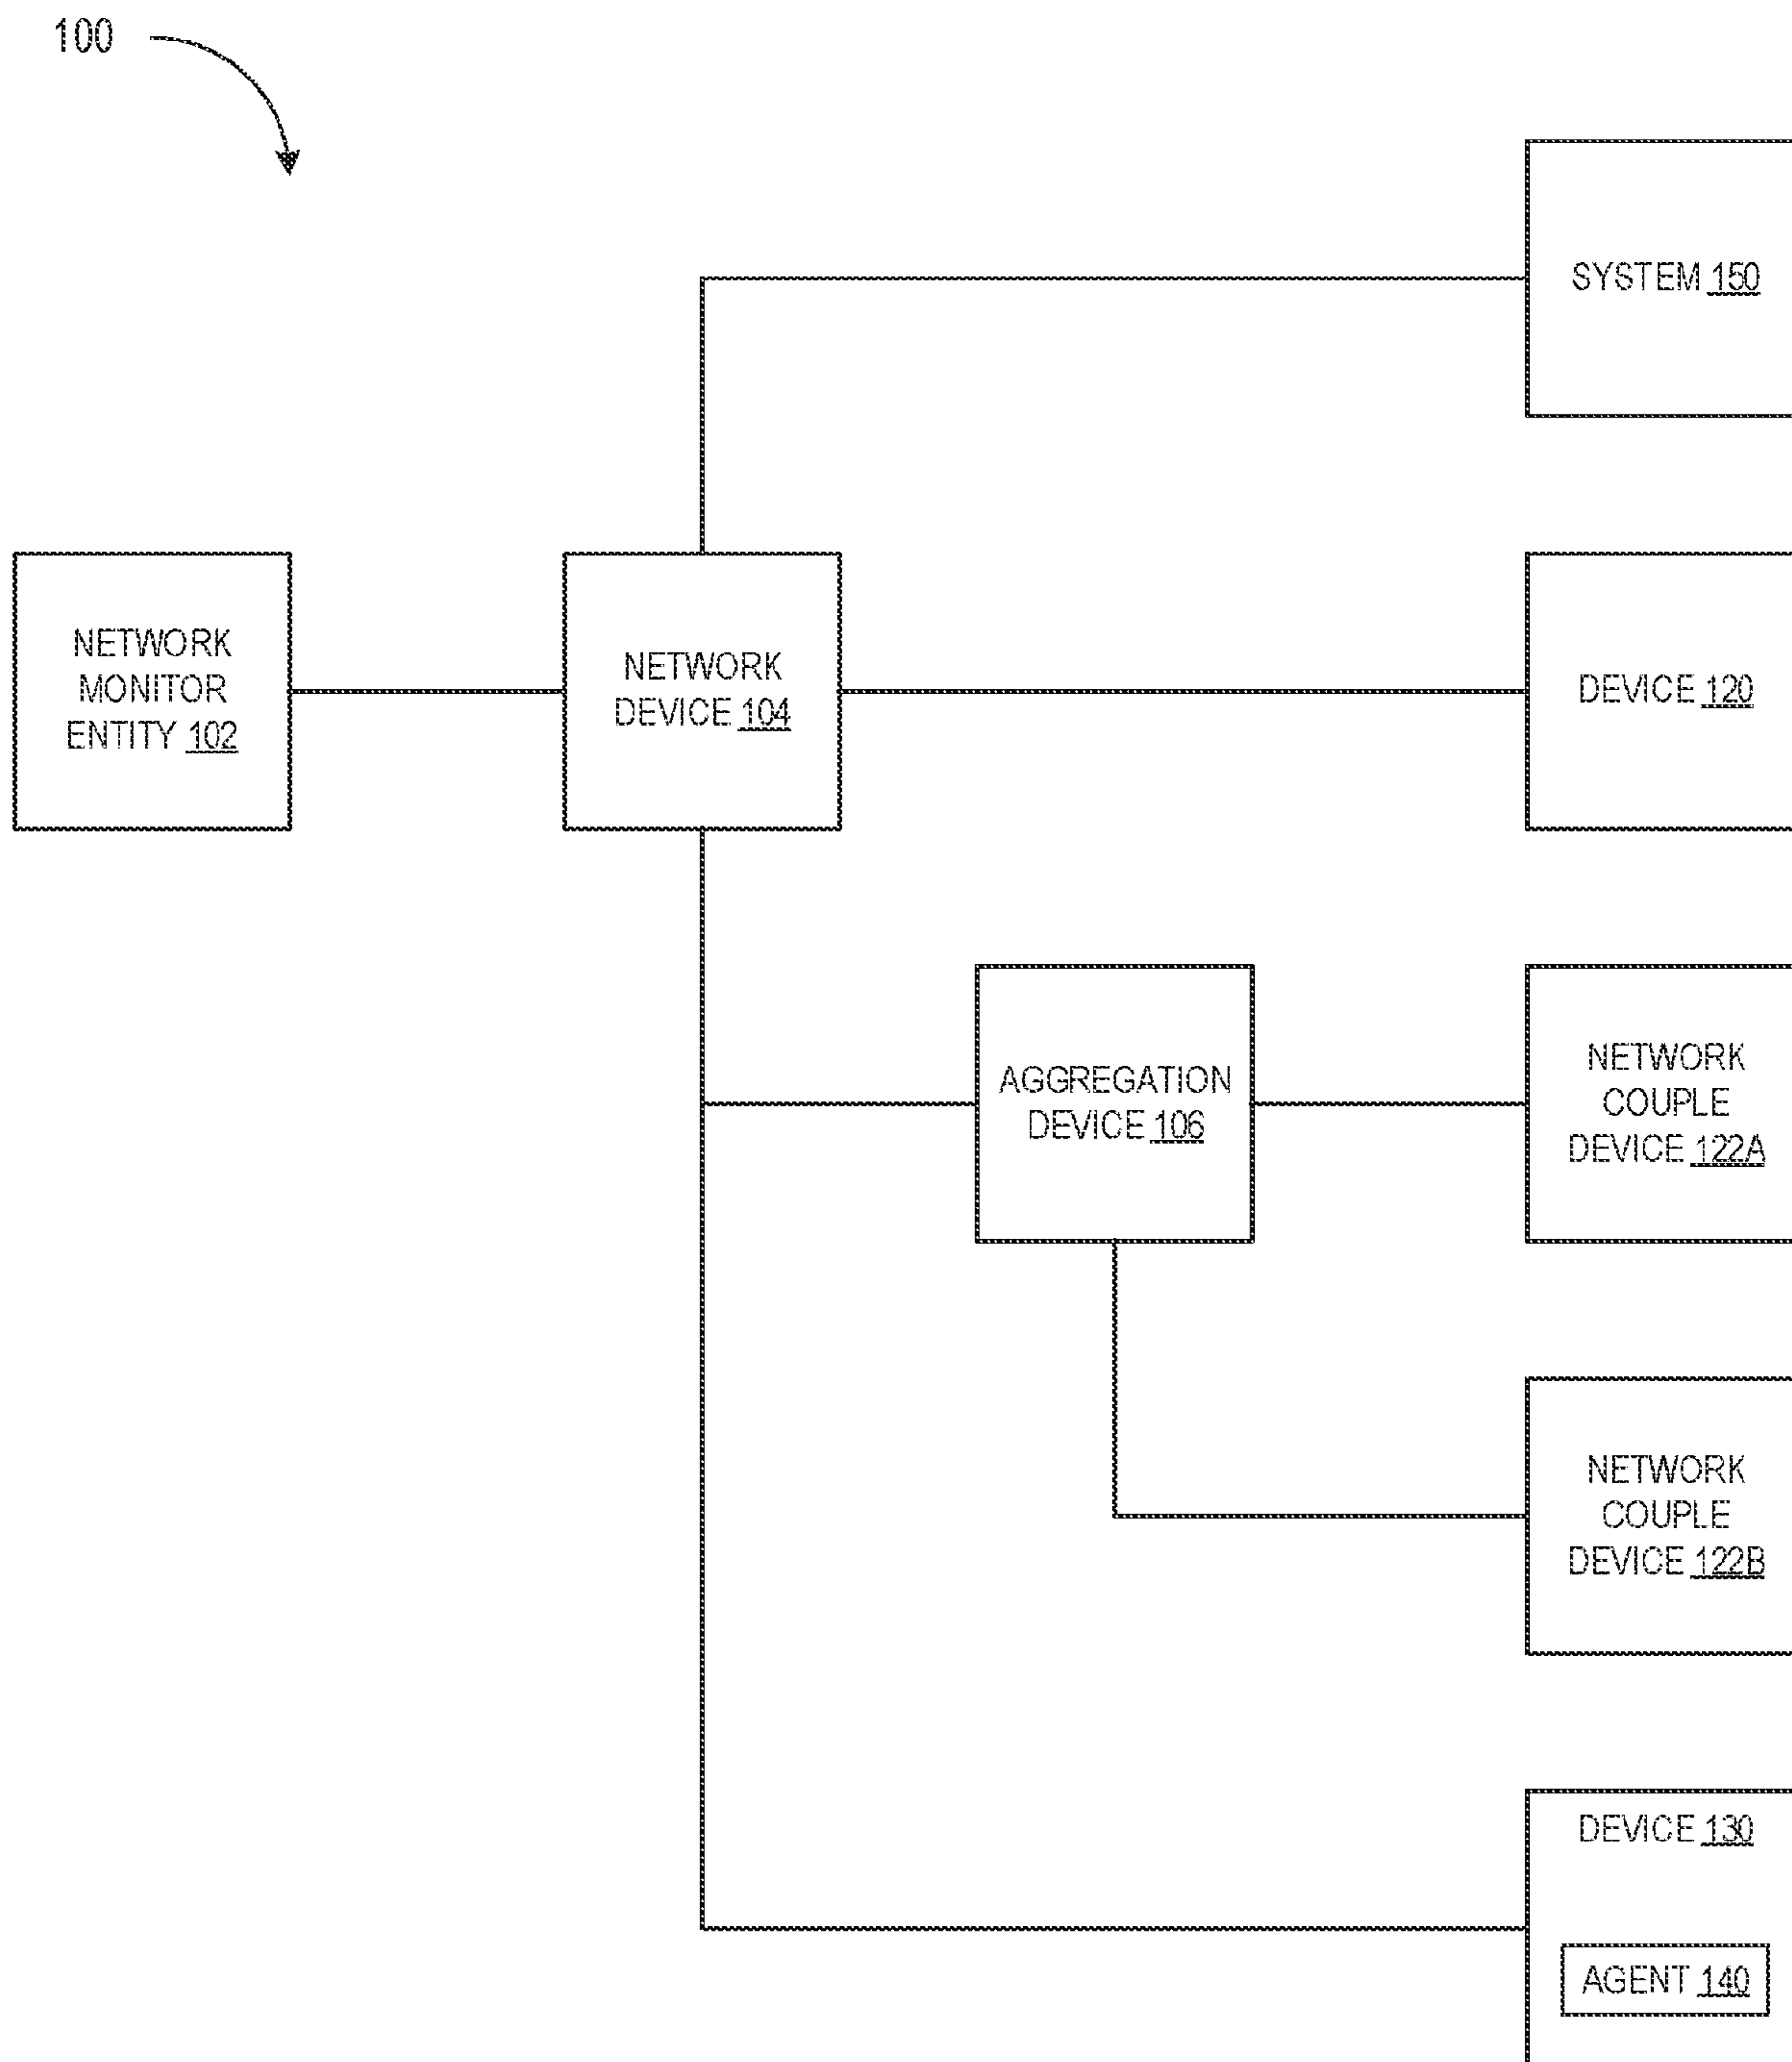 100
SYSTEM 150
NETWORK
MONITOR
ENTITY 102
NETWORK
DEVICE 104
DEVICE 120
AGGREGATION
DEVICE 106
NETWORK
COUPLE
DEVICE 122A
NETWORK
COUPLE
DEVICE 122B
DEVICE 130
AGENT 140